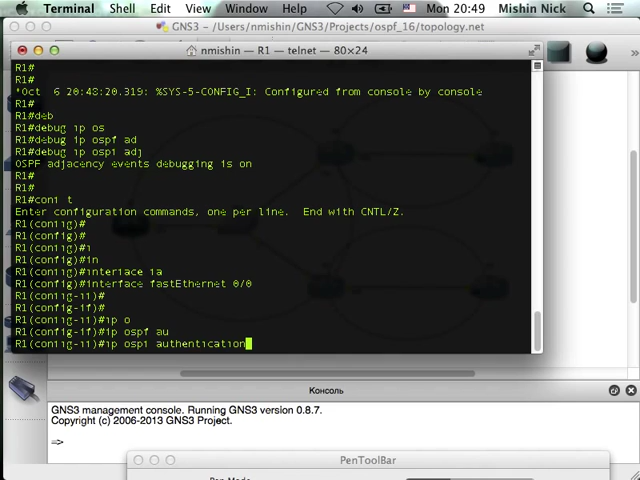 Terminal Shell Edit View Window Help Mon 20:49 Mishin Nick
GNS3 – /Users/nmishin/GNS3/Projects/ospf_16/topology.net
nmishin — R1 — telnet — 80×24
R1#
R1#
*Oct 6 20:48:20.319: %SYS-5-CONFIG_I: Configured from console by console
R1#
R1#deb
R1#debug ip os
R1#debug ip ospf ad
R1#debug ip ospf adj
OSPF adjacency events debugging is on
R1#
R1#
R1#conf t
Enter configuration commands, one per line. End with CNTL/Z.
R1(config)#
R1(config)#
R1(config)#i
R1(config)#in
R1(config)#interface fa
R1(config)#interface fastEthernet 0/0
R1(config-if)#
R1(config-if)#
R1(config-if)#ip o
R1(config-if)#ip ospf au
R1(config-if)#ip ospf authentication
Консоль
GNS3 management console. Running GNS3 version 0.8.7.
Copyright (c) 2006-2013 GNS3 Project.
=>
PenToolBar
Pen Mode